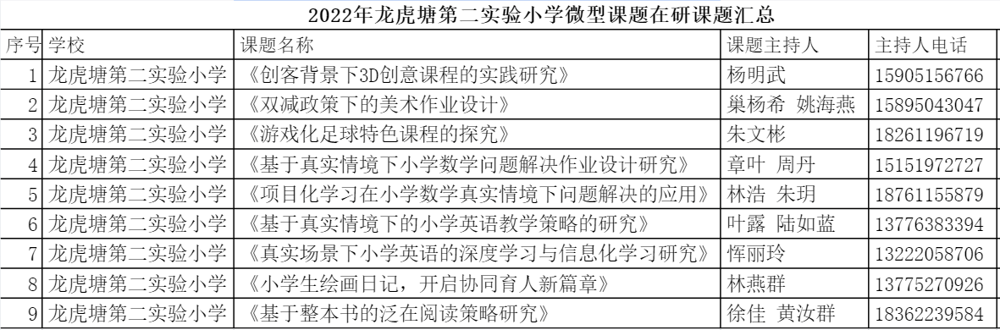 2022年龙虎塘第二实验小学微型课题在研课题汇总
序号 学校 课题名称 课题主持人 主持人电话
1 龙虎塘第二实验小学 《创客背景下3D创意课程的实践研究》 杨明武 15905156766
2 龙虎塘第二实验小学 《双减政策下的美术作业设计》 巢杨希 姚海燕 15895043047
3 龙虎塘第二实验小学 《游戏化足球特色课程的探究》 朱文彬 18261196719
4 龙虎塘第二实验小学 《基于真实情境下小学数学问题解决作业设计研究》 章叶 周丹 15151972727
5 龙虎塘第二实验小学 《项目化学习在小学数学真实情境下问题解决的应用》 林浩 朱玥 18761155879
6 龙虎塘第二实验小学 《基于真实情境下的小学英语教学策略的研究》 叶露 陆如蓝 13776383394
7 龙虎塘第二实验小学 《真实场景下小学英语的深度学习与信息化学习研究》 恽丽玲 13222058706
8 龙虎塘第二实验小学 《小学生绘画日记，开启协同育人新篇章》 林燕群 13775270926
9 龙虎塘第二实验小学 《基于整本书的泛在阅读策略研究》 徐佳 黄汝群 18362239584